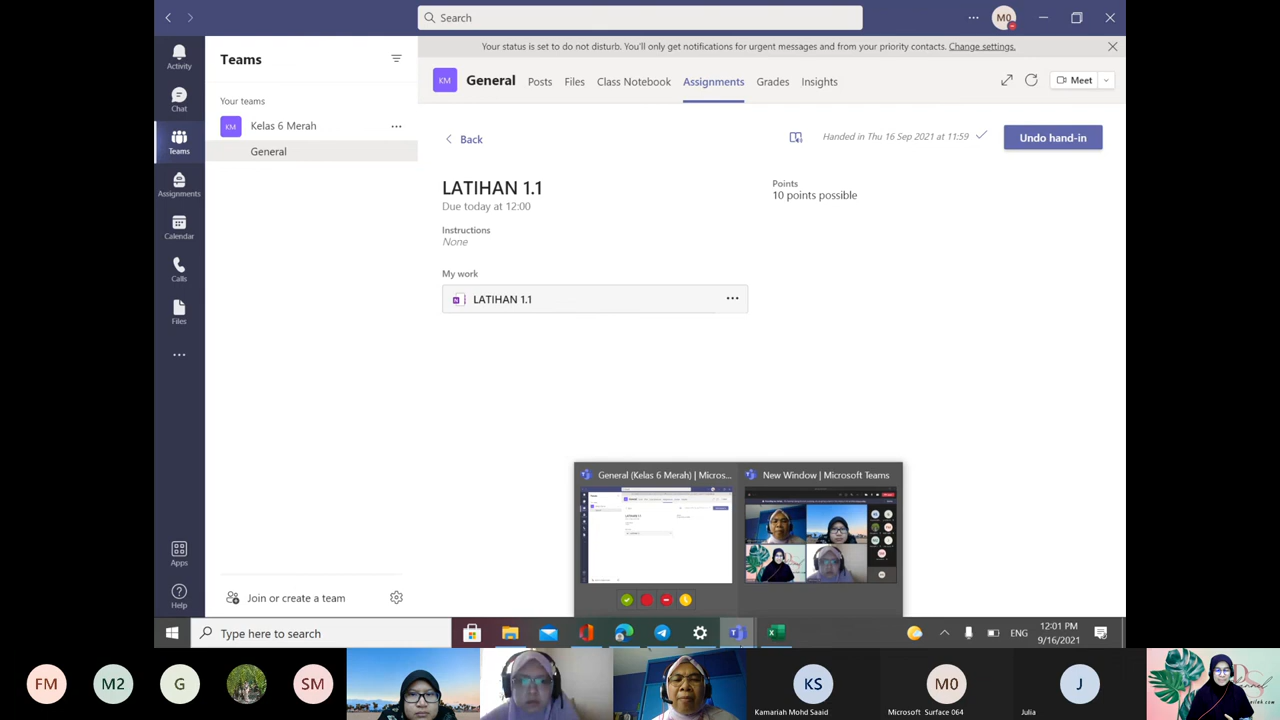 Search
M0
Activity
Chat
Teams
Assignments
Calendar
Calls
Files
Apps
Help
Teams
Your teams
KM
Kelas 6 Merah
General
Join or create a team
Your status is set to do not disturb. You'll only get notifications for urgent messages and from your priority contacts. Change settings.
KM
General
Posts
Files
Class Notebook
Assignments
Grades
Insights
Meet
Back
Handed in Thu 16 Sep 2021 at 11:59
Undo hand-in
LATIHAN 1.1
Due today at 12:00
Points
10 points possible
Instructions
None
My work
LATIHAN 1.1
General (Kelas 6 Merah) | Micros...
New Window | Microsoft Teams
Type here to search
ENG
12:01 PM
9/16/2021
FM
M2
G
SM
KS
Kamariah Mohd Saaid
M0
Microsoft Surface 064
J
Julia